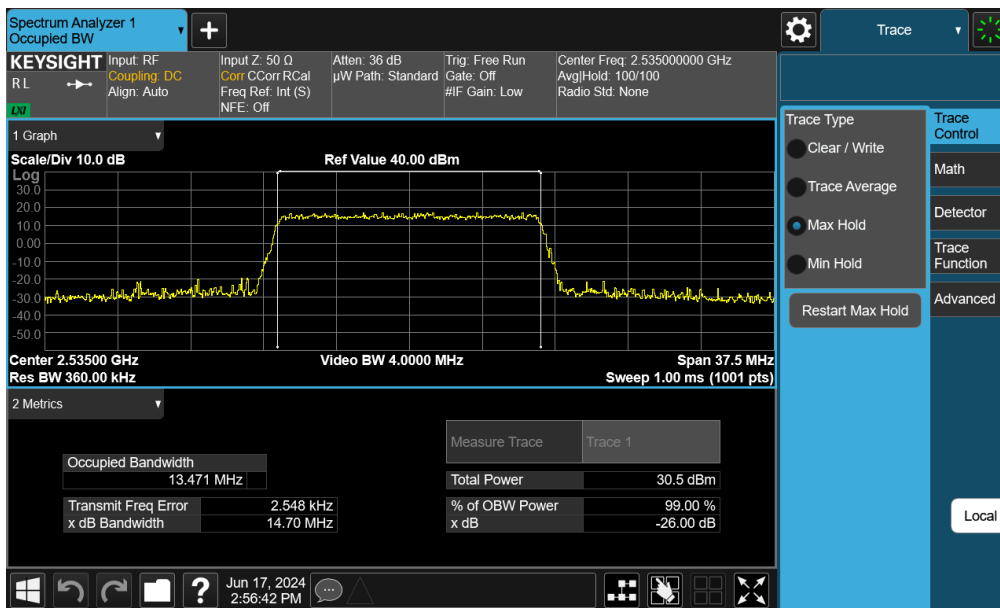 Spectrum Analyzer 1
Occupied BW
Trace
KEYSIGHT
R L
LXI
Input: RF
Coupling: DC
Align: Auto
Input Z: 50 Ω
Corr CCorr RCal
Freq Ref: Int (S)
NFE: Off
Atten: 36 dB
µW Path: Standard
Trig: Free Run
Gate: Off
#IF Gain: Low
Center Freq: 2.535000000 GHz
Avg|Hold: 100/100
Radio Std: None
1 Graph
Scale/Div 10.0 dB
Ref Value 40.00 dBm
Log
30.0
20.0
10.0
0.00
-10.0
-20.0
-30.0
-40.0
-50.0
Center 2.53500 GHz
Video BW 4.0000 MHz
Span 37.5 MHz
Res BW 360.00 kHz
Sweep 1.00 ms (1001 pts)
2 Metrics
Measure Trace
Trace 1
Occupied Bandwidth
13.471 MHz
Total Power
30.5 dBm
Transmit Freq Error
2.548 kHz
% of OBW Power
99.00 %
x dB Bandwidth
14.70 MHz
x dB
-26.00 dB
Trace Type
Clear / Write
Trace Average
Max Hold
Min Hold
Restart Max Hold
Trace
Control
Math
Detector
Trace
Function
Advanced
Local
?
Jun 17, 2024
2:56:42 PM